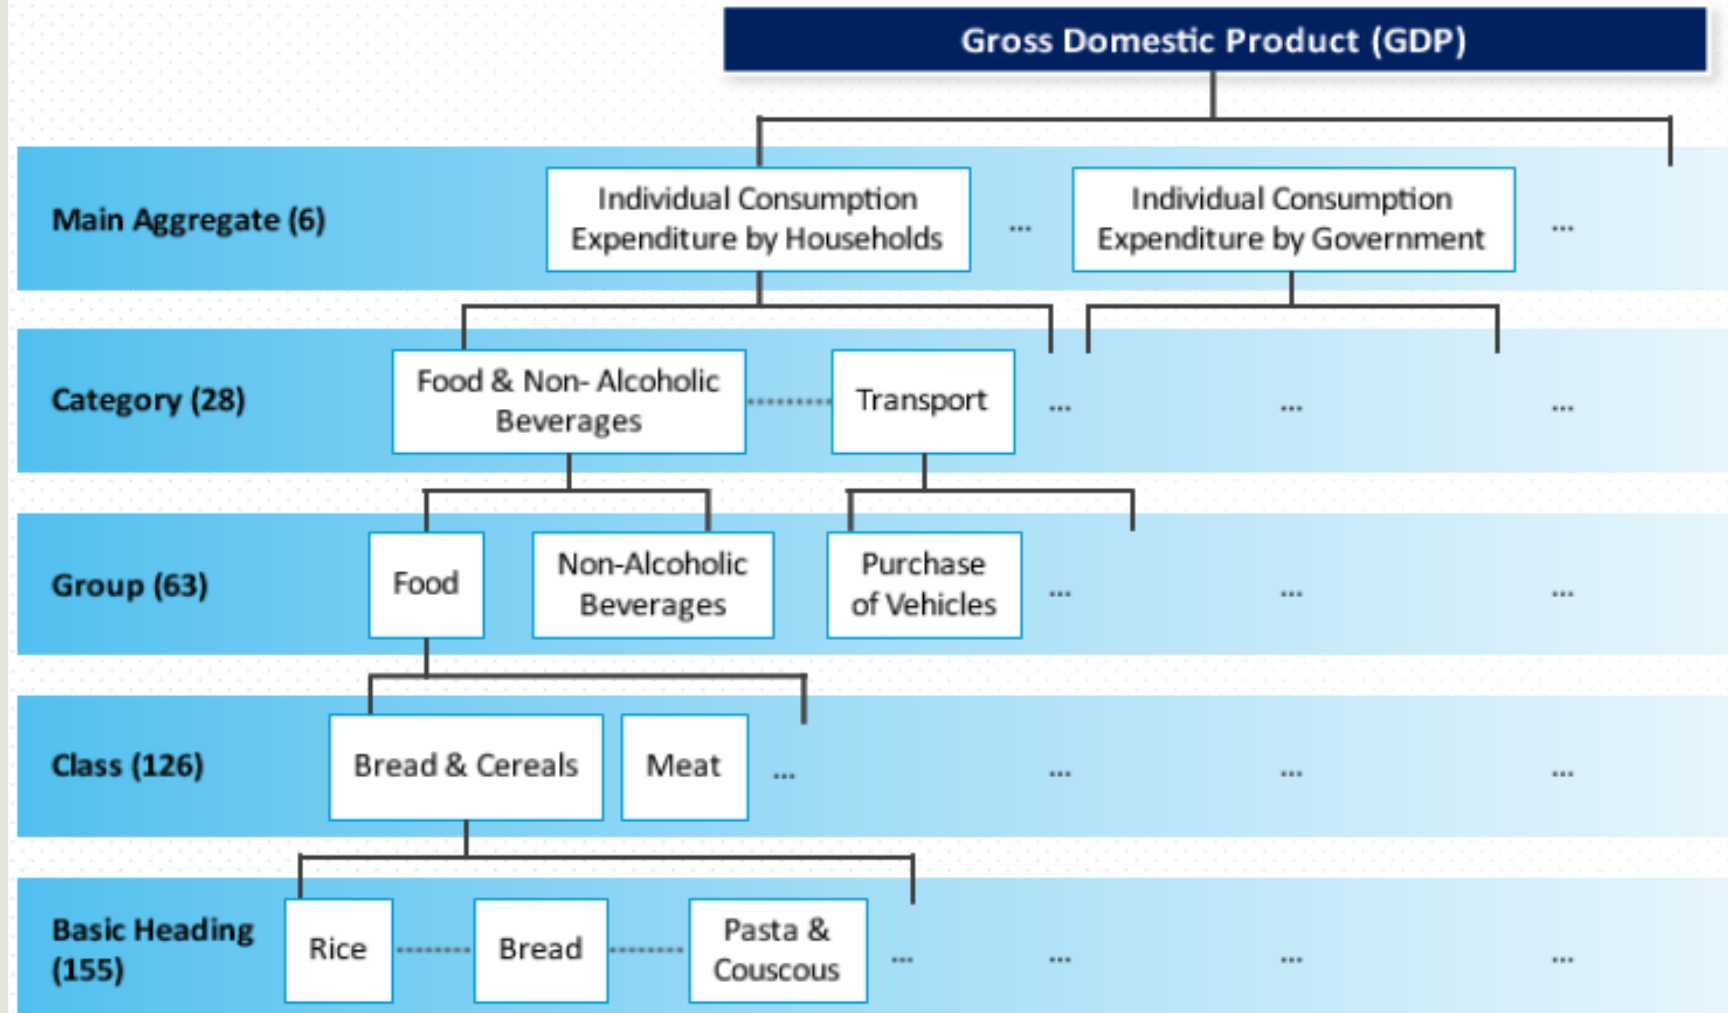 Gross Domestic Product (GDP)
Main Aggregate (6)
Individual Consumption
Expenditure by Households
...
Individual Consumption
Expenditure by Government
...
Category (28)
Food & Non- Alcoholic
Beverages
Transport
...
...
...
Group (63)
Food
Non-Alcoholic
Beverages
Purchase
of Vehicles
...
...
...
Class (126)
Bread & Cereals
Meat
...
...
...
...
Basic Heading
(155)
Rice
Bread
Pasta &
Couscous
...
...
...
...